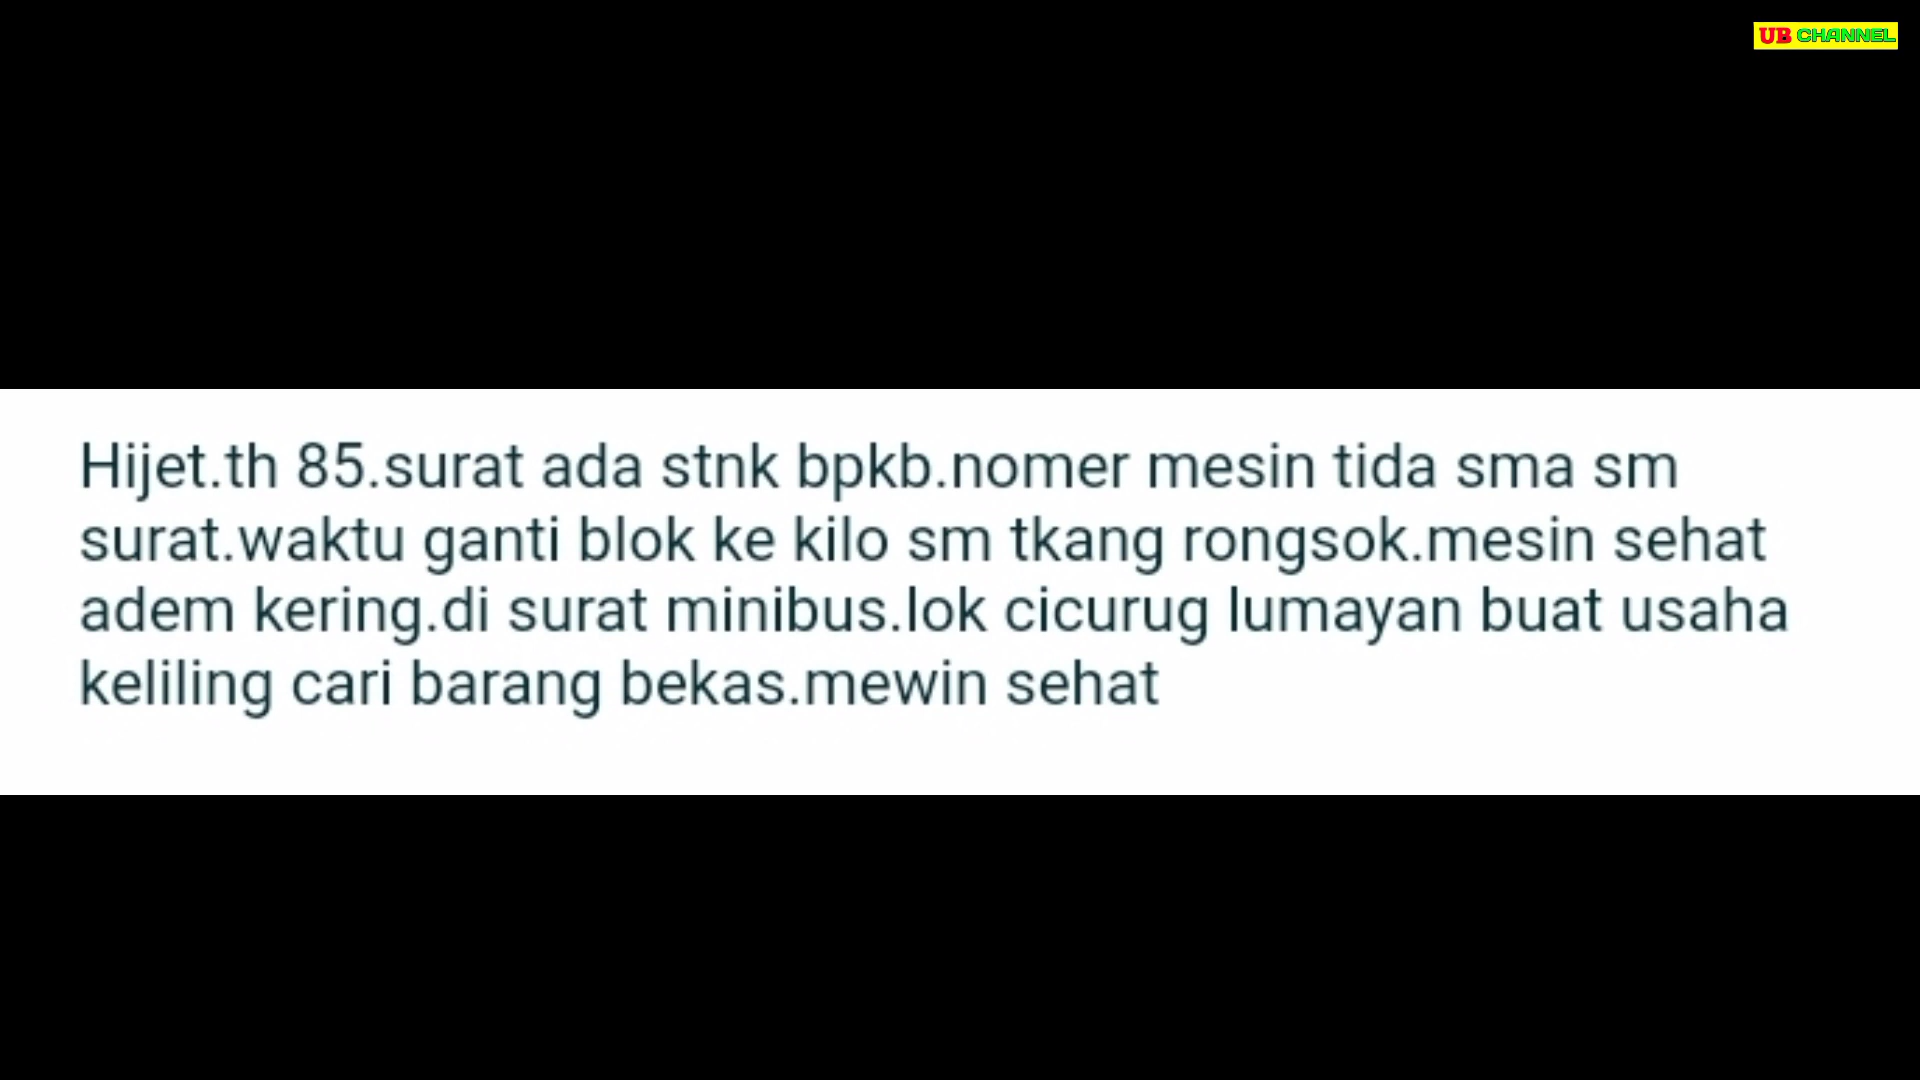 UB CHANNEL
Hijet.th 85.surat ada stnk bpkb.nomer mesin tida sma sm
surat.waktu ganti blok ke kilo sm tkang rongsok.mesin sehat
adem kering.di surat minibus.lok cicurug lumayan buat usaha
keliling cari barang bekas.mewin sehat